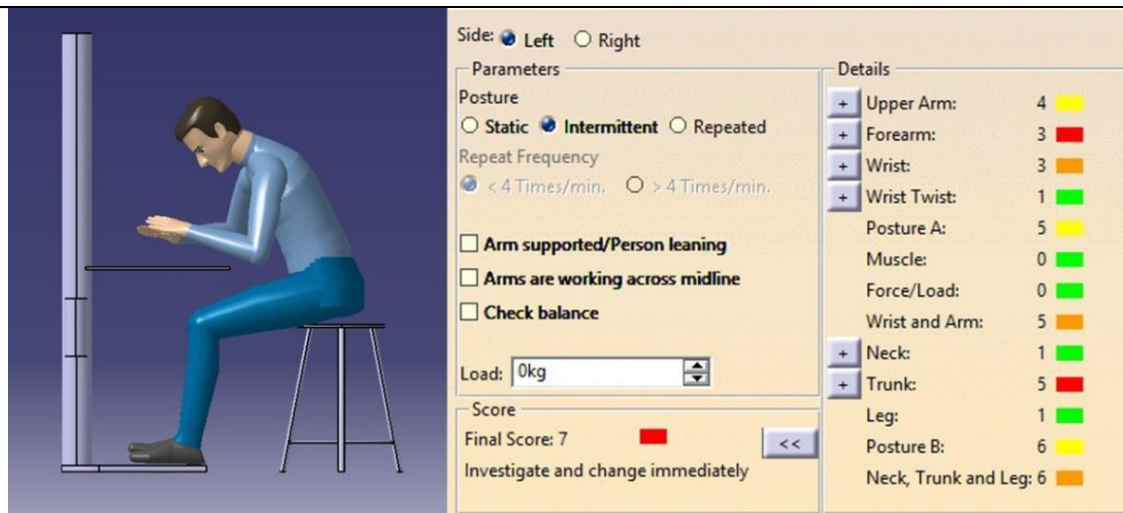 Side: Left Right
Parameters
Posture
Static Intermittent Repeated
Repeat Frequency
< 4 Times/min. > 4 Times/min.
Arm supported/Person leaning
Arms are working across midline
Check balance
Load: 0kg
Score
Final Score: 7
<<
Investigate and change immediately
Details
+ Upper Arm: 4
+ Forearm: 3
+ Wrist: 3
+ Wrist Twist: 1
Posture A: 5
Muscle: 0
Force/Load: 0
Wrist and Arm: 5
+ Neck: 1
+ Trunk: 5
Leg: 1
Posture B: 6
Neck, Trunk and Leg: 6